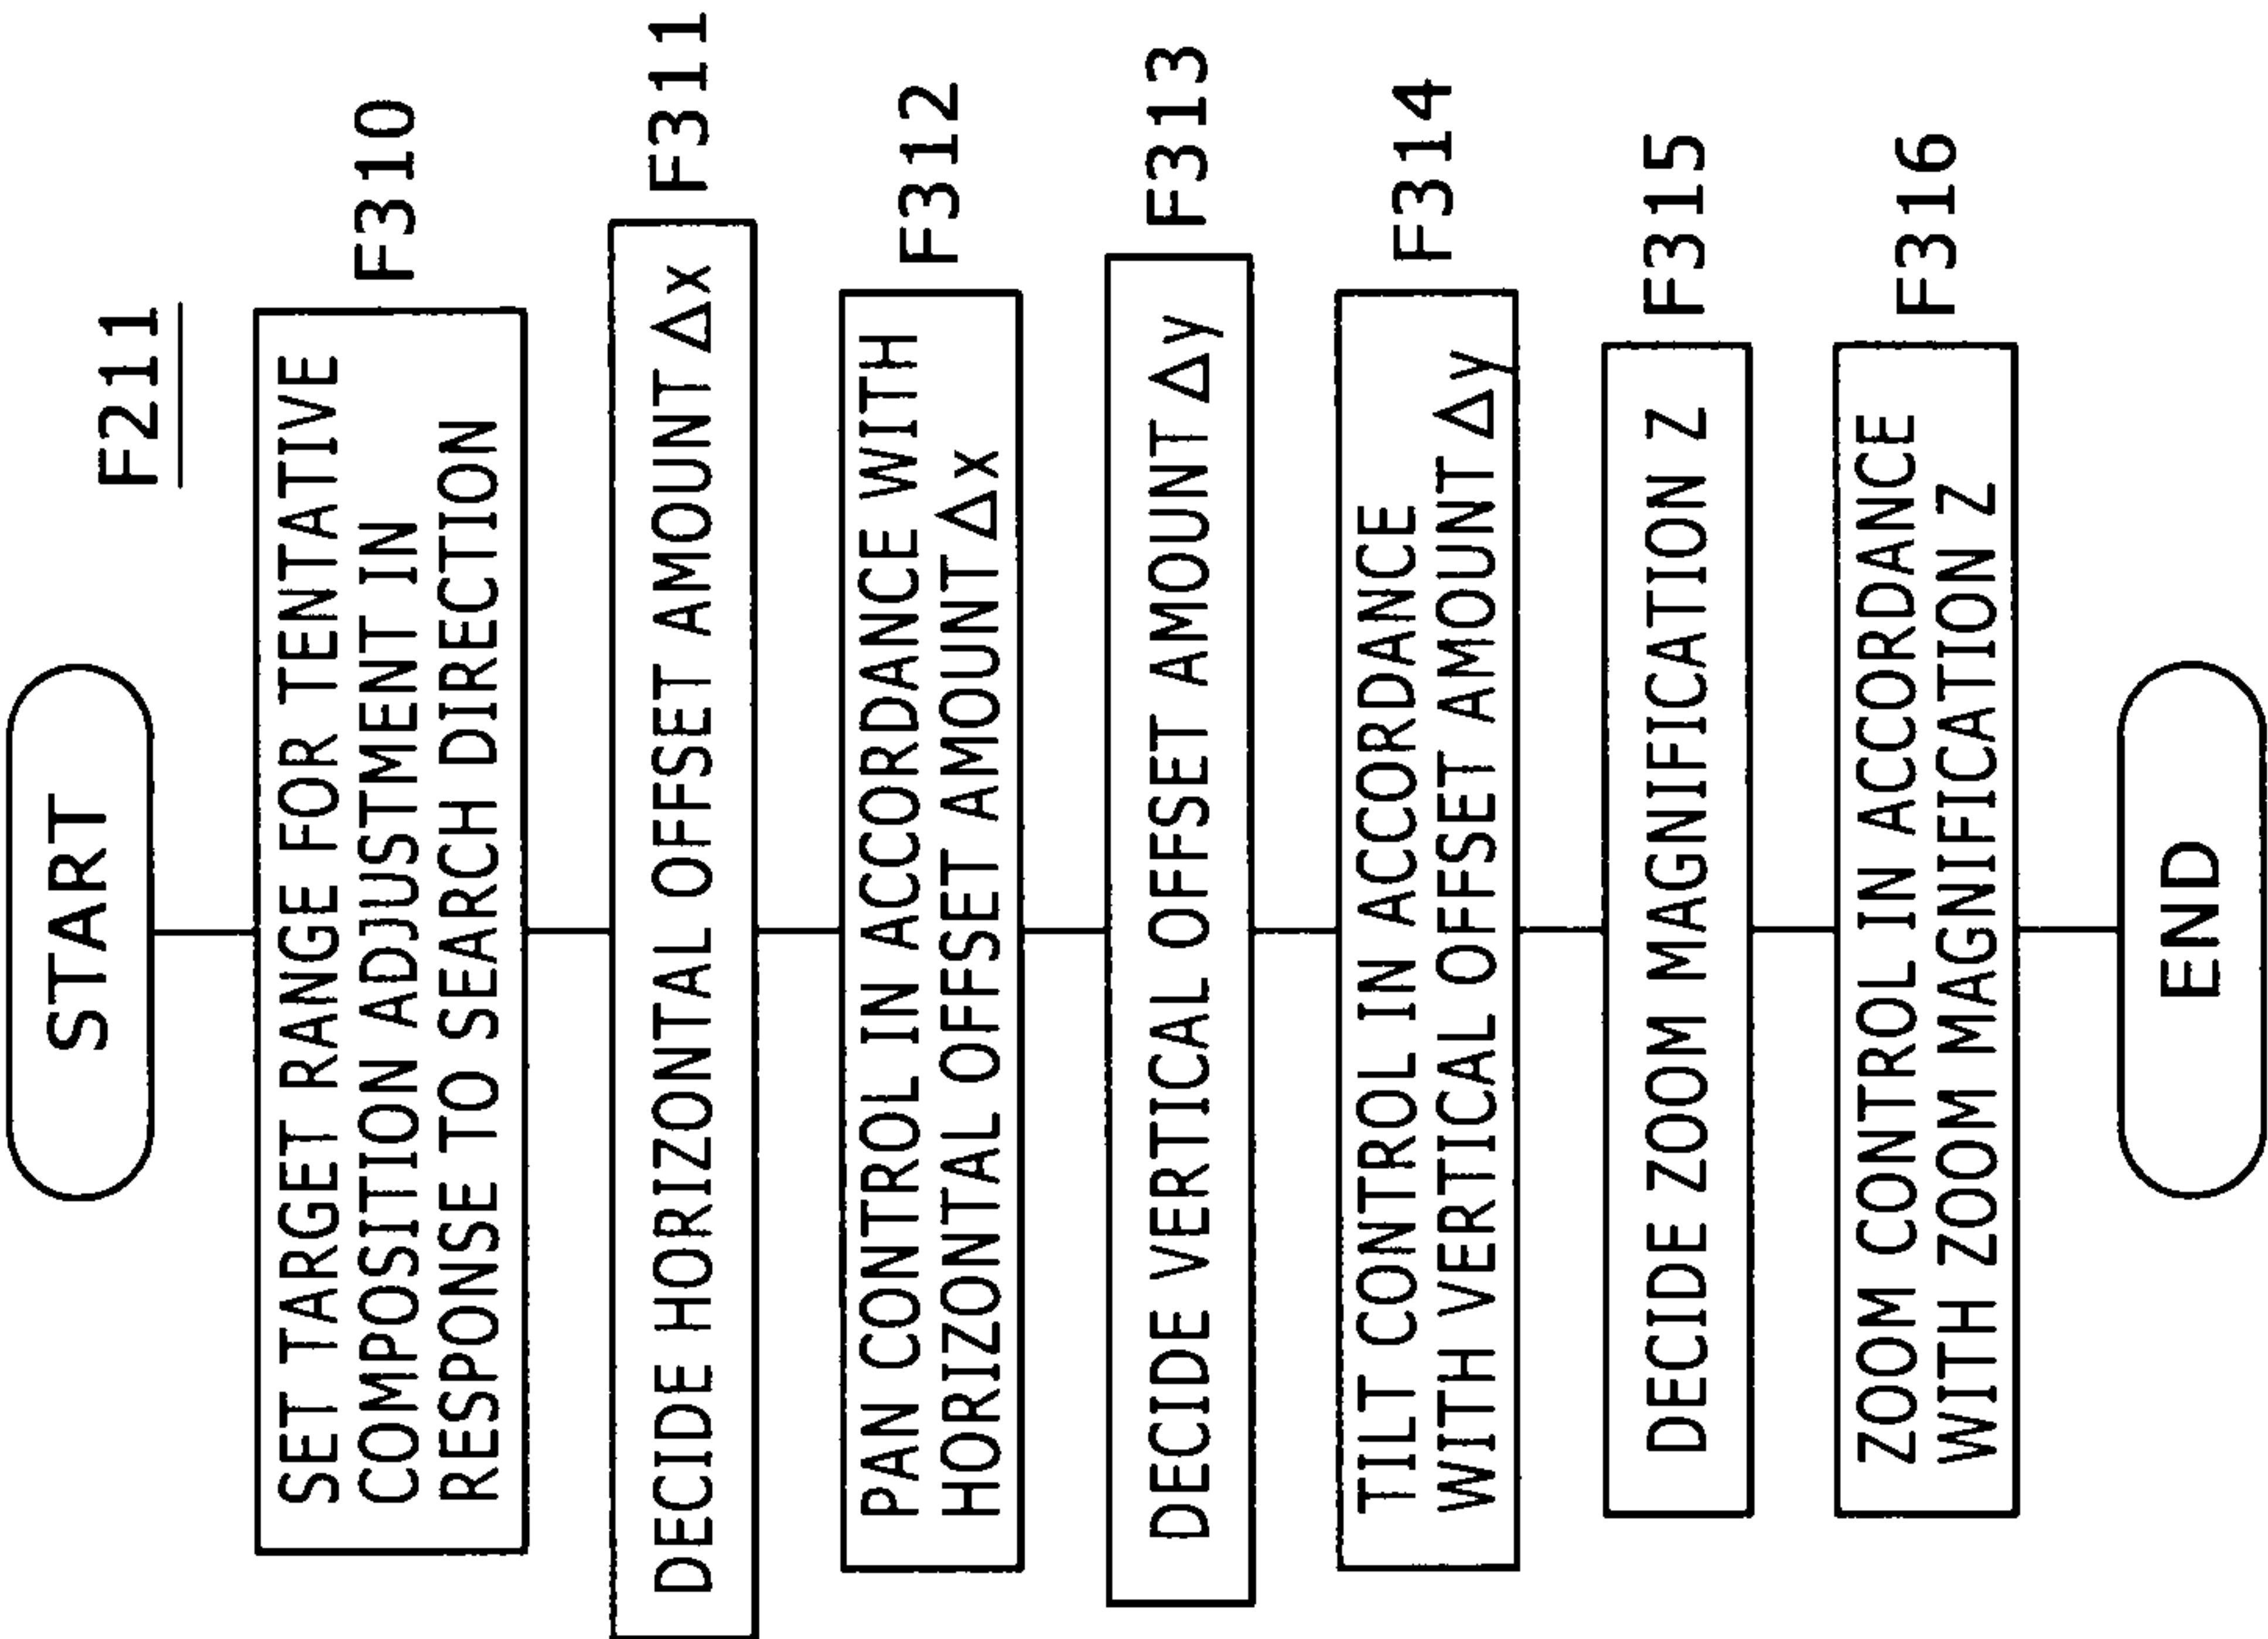 F211
START
SET TARGET RANGE FOR TENTATIVE
COMPOSITION ADJUSTMENT IN
RESPONSE TO SEARCH DIRECTION
F310
DECIDE HORIZONTAL OFFSET AMOUNT Δx
F311
PAN CONTROL IN ACCORDANCE WITH
HORIZONTAL OFFSET AMOUNT Δx
F312
DECIDE VERTICAL OFFSET AMOUNT Δy
F313
TILT CONTROL IN ACCORDANCE
WITH VERTICAL OFFSET AMOUNT Δy
F314
DECIDE ZOOM MAGNIFICATION Z
F315
ZOOM CONTROL IN ACCORDANCE
WITH ZOOM MAGNIFICATION Z
F316
END